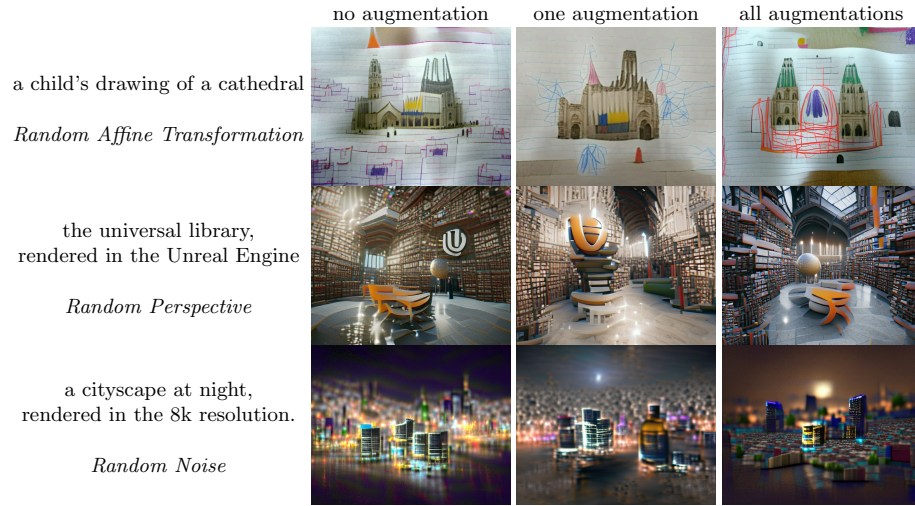 no augmentation
one augmentation
all augmentations
a child's drawing of a cathedral
Random Affine Transformation
the universal library,
rendered in the Unreal Engine
Random Perspective
a cityscape at night,
rendered in the 8k resolution.
Random Noise